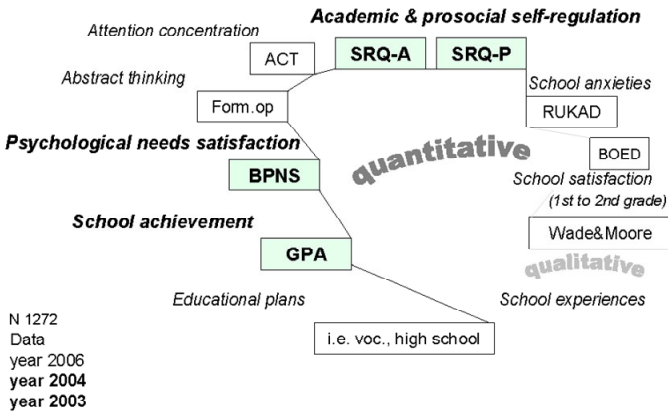 Academic & prosocial self-regulation
Attention concentration
SRQ-A
SRQ-P
ACT
Abstract thinking
School anxieties
Form.op
RUKAD
Psychological needs satisfaction
quantitative
BOED
BPNS
School satisfaction
(1st to 2nd grade)
School achievement
Wade&Moore
GPA
qualitative
Educational plans
School experiences
N 1272
i.e. voc., high school
Data
year 2006
year 2004
year 2003